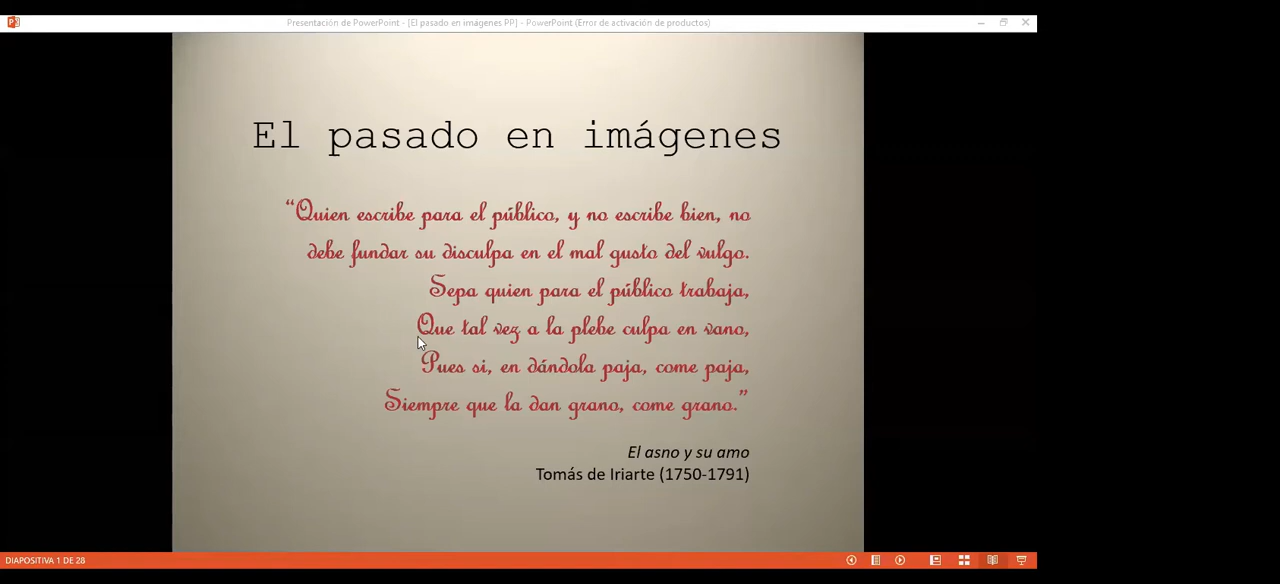 Presentación de PowerPoint - [El pasado en imágenes PP] - PowerPoint (Error de activación de productos)
El pasado en imágenes
“Quien escribe para el público, y no escribe bien, no
debe fundar su disculpa en el mal gusto del vulgo.
Sepa quien para el público trabaja,
Que tal vez a la plebe culpa en vano,
Pues si, en dándola paja, come paja,
Siempre que la dan grano, come grano.”
El asno y su amo
Tomás de Iriarte (1750-1791)
DIAPOSITIVA 1 DE 28